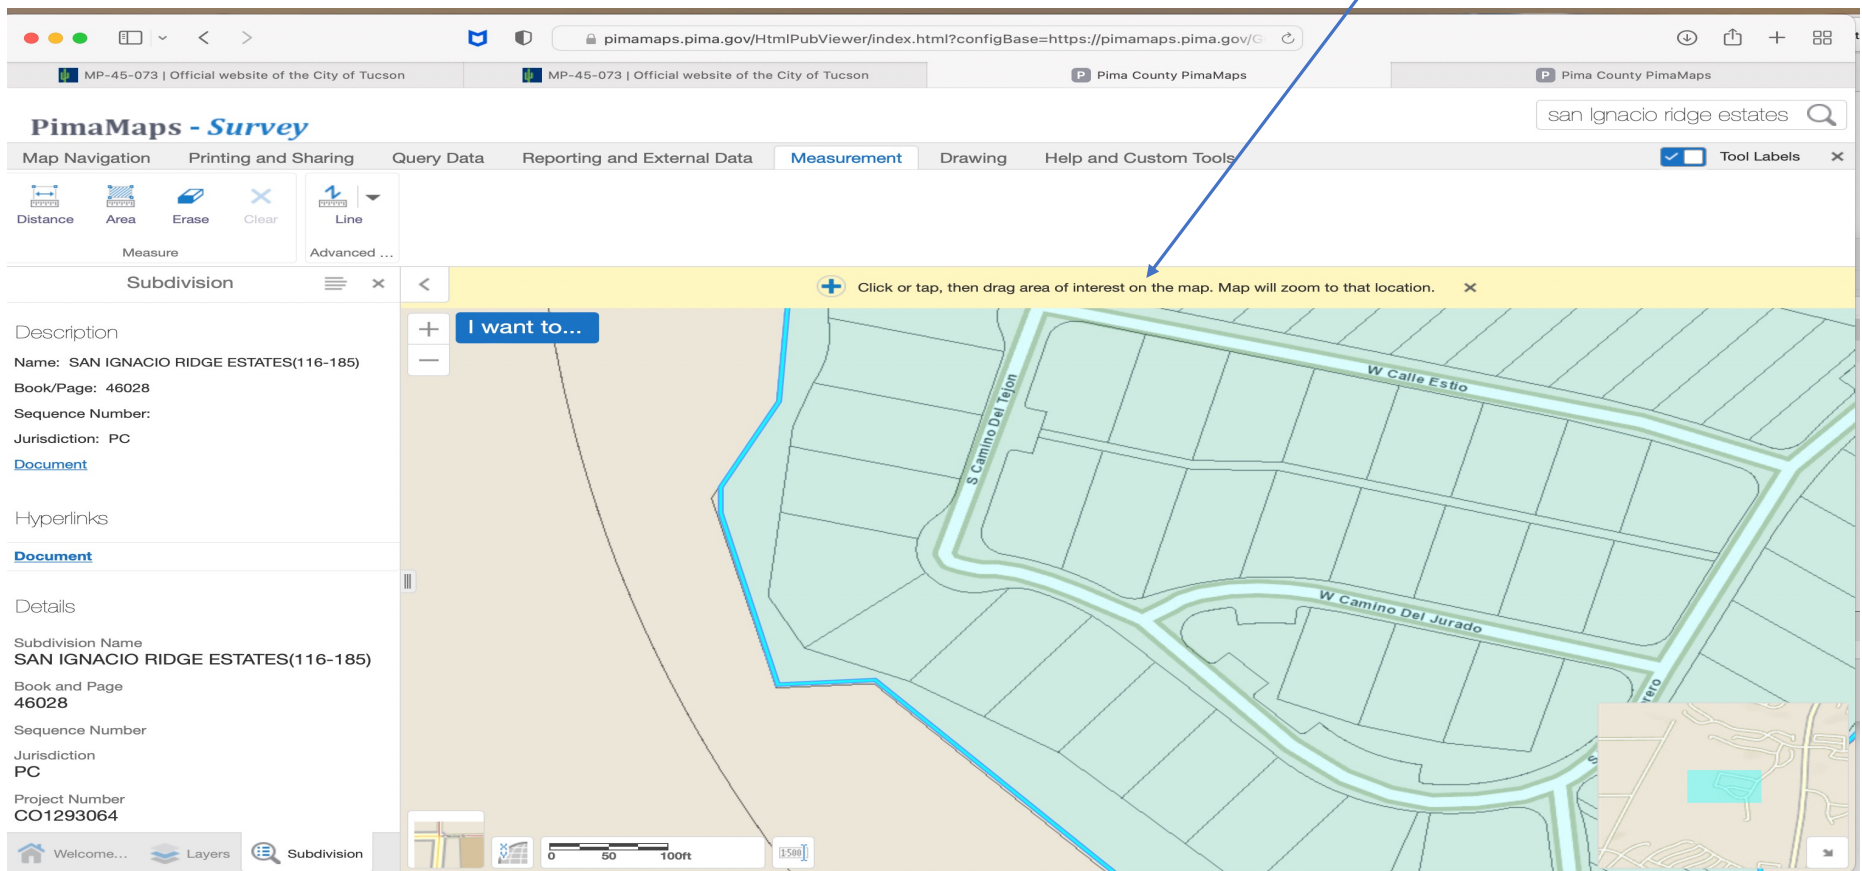 pimamaps.pima.gov/HtmlPubViewer/index.html?configBase=https://pimamaps.pima.gov/G
MP-45-073 | Official website of the City of Tucson
MP-45-073 | Official website of the City of Tucson
P Pima County PimaMaps
P Pima County PimaMaps
PimaMaps - Survey
san Ignacio ridge estates
Map Navigation Printing and Sharing Query Data Reporting and External Data Measurement Drawing Help and Custom Tools
Tool Labels
Distance Area Erase Clear Line
Measure Advanced ...
Subdivision
Click or tap, then drag area of interest on the map. Map will zoom to that location.
I want to...
Description
Name: SAN IGNACIO RIDGE ESTATES(116-185)
Book/Page: 46028
Sequence Number:
Jurisdiction: PC
Document
Hyperlinks
Document
Details
Subdivision Name
SAN IGNACIO RIDGE ESTATES(116-185)
Book and Page
46028
Sequence Number
Jurisdiction
PC
Project Number
CO1293064
Welcome... Layers Subdivision
W Calle Estio
S Camino Del Tejon
W Camino Del Jurado
0 50 100ft
1:500